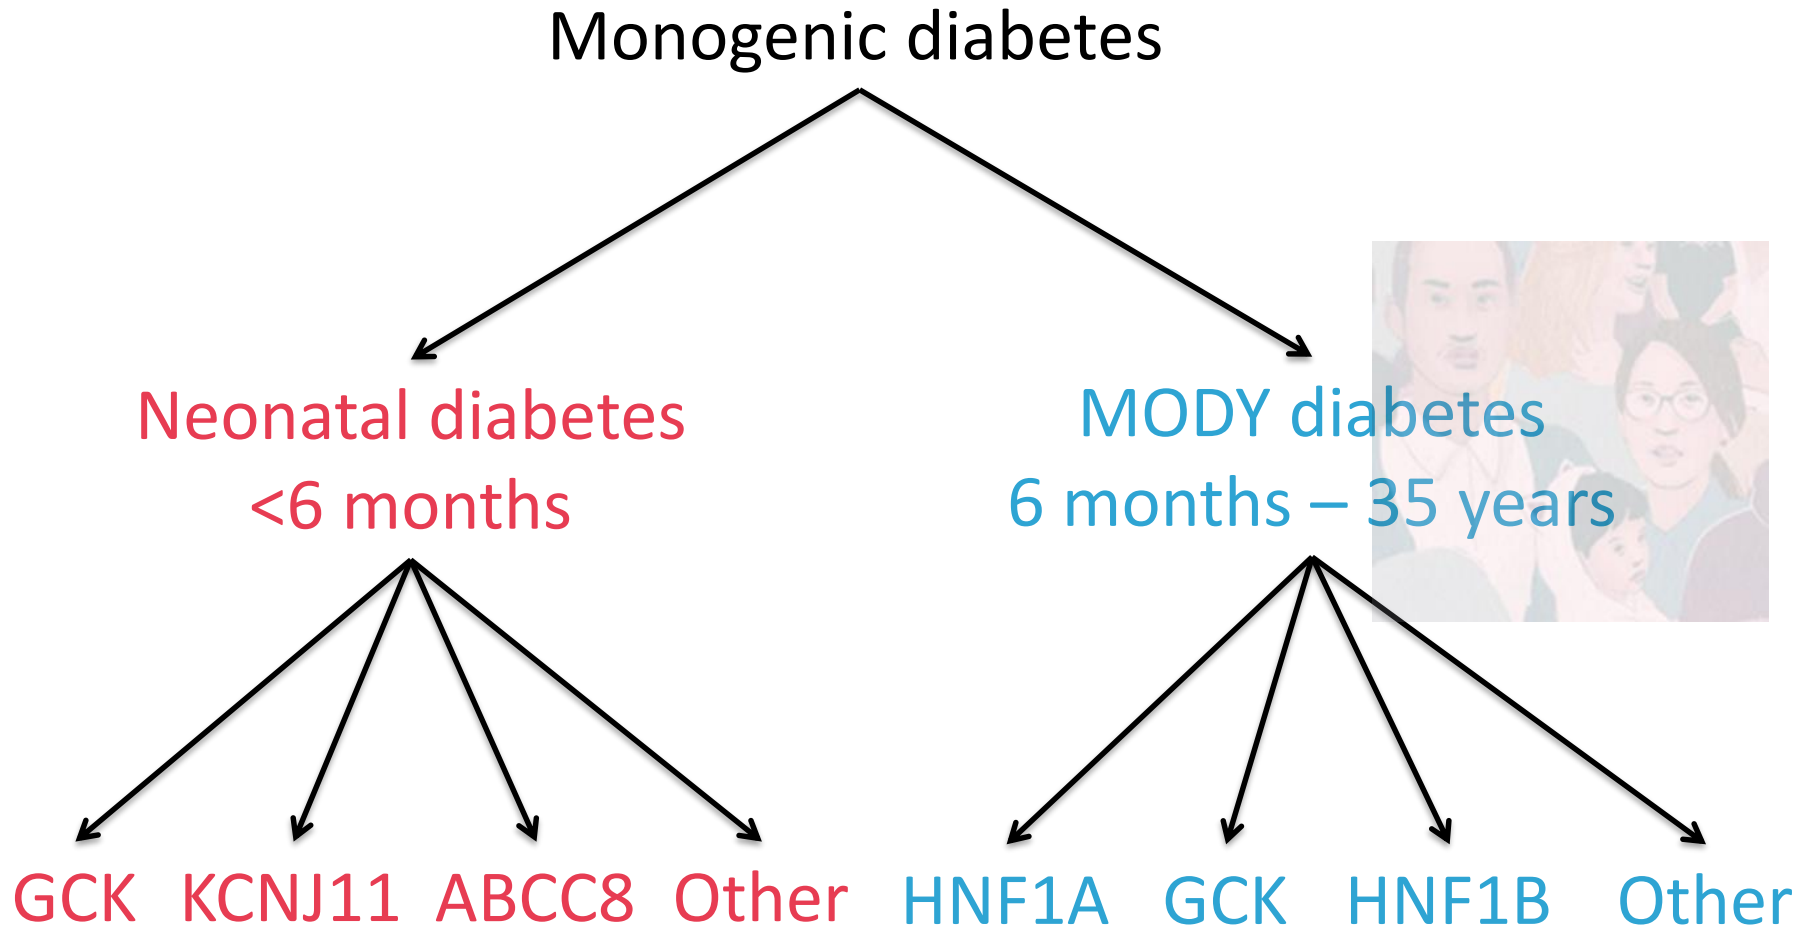 Monogenic diabetes
Neonatal diabetes
<6 months
MODY diabetes
6 months – 35 years
GCK KCNJ11 ABCC8 Other HNF1A GCK HNF1B Other